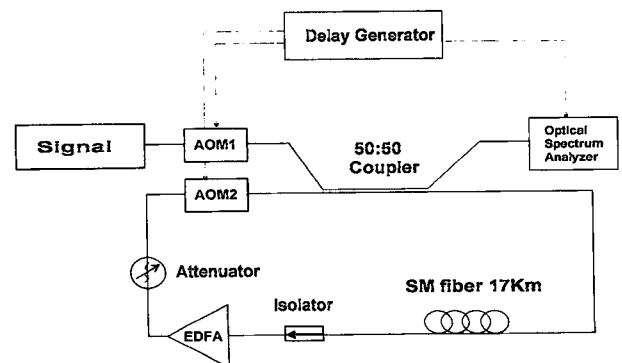 Delay Generator
Signal
AOM1
50:50
Coupler
Optical
Spectrum
Analyzer
AOM2
Attenuator
Isolator
SM fiber 17Km
EDFA